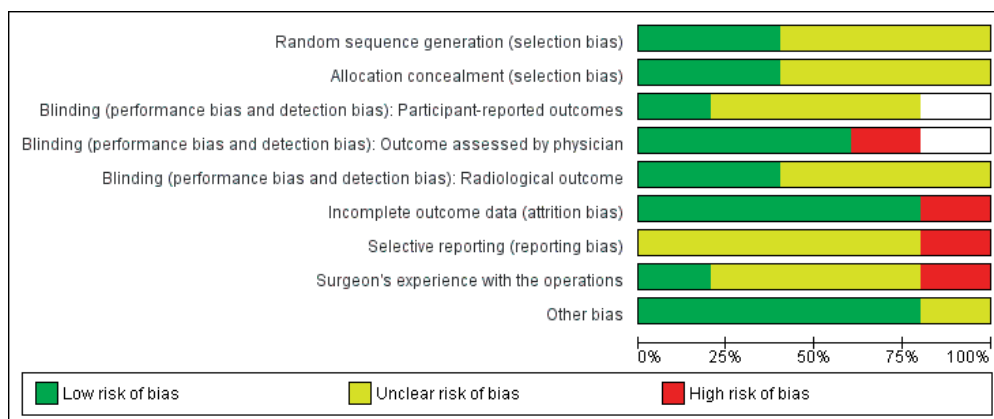 Random sequence generation (selection bias)
Allocation concealment (selection bias)
Blinding (performance bias and detection bias): Participant-reported outcomes
Blinding (performance bias and detection bias): Outcome assessed by physician
Blinding (performance bias and detection bias): Radiological outcome
Incomplete outcome data (attrition bias)
Selective reporting (reporting bias)
Surgeon's experience with the operations
Other bias
0% 25% 50% 75% 100%
Low risk of bias Unclear risk of bias High risk of bias